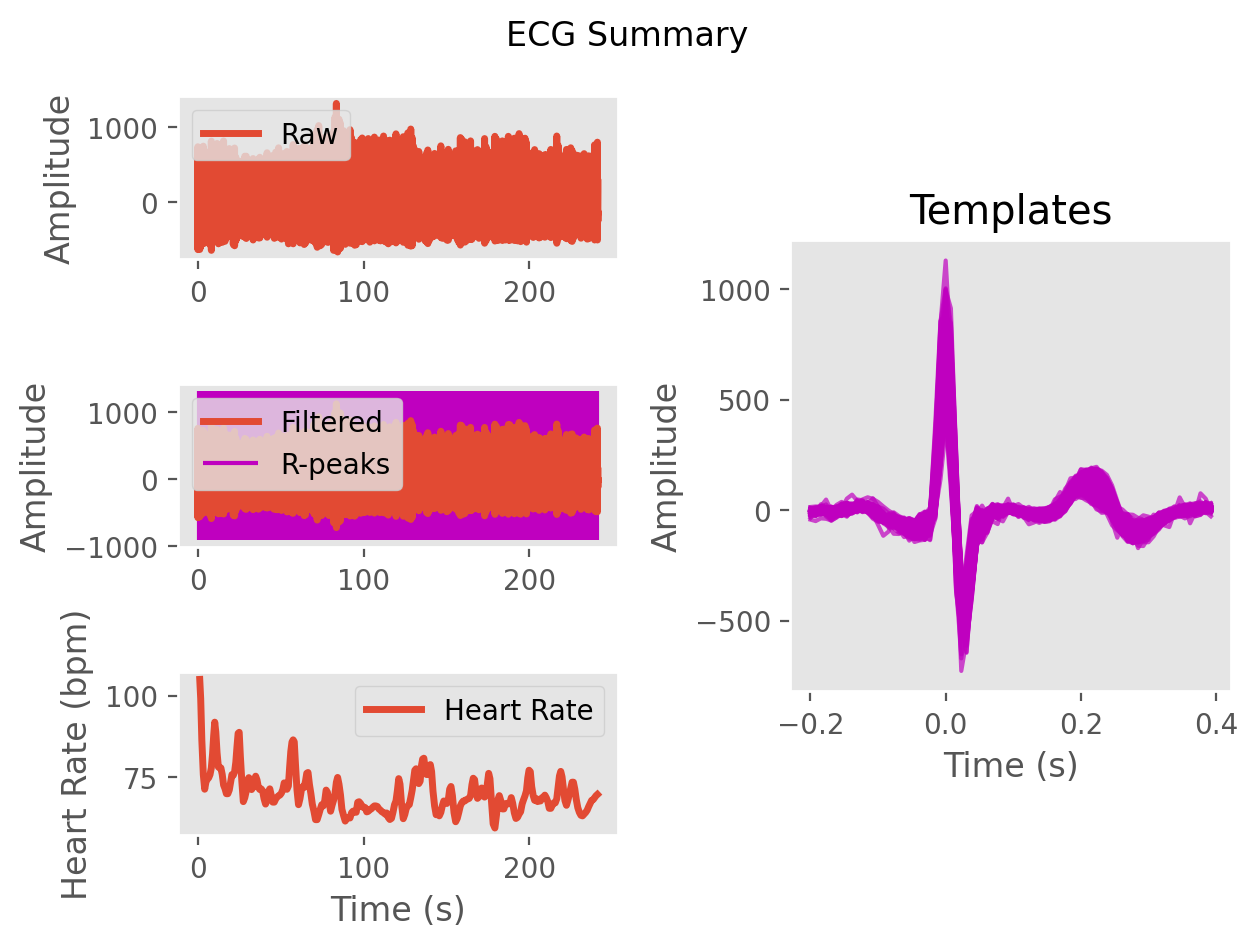 ECG Summary
Amplitude
1000
0
Raw
0
100
200
Amplitude
1000
0
−1000
Filtered
R-peaks
0
100
200
Heart Rate (bpm)
100
75
Heart Rate
0
100
200
Time (s)
Templates
Amplitude
1000
500
0
−500
−0.2
0.0
0.2
0.4
Time (s)